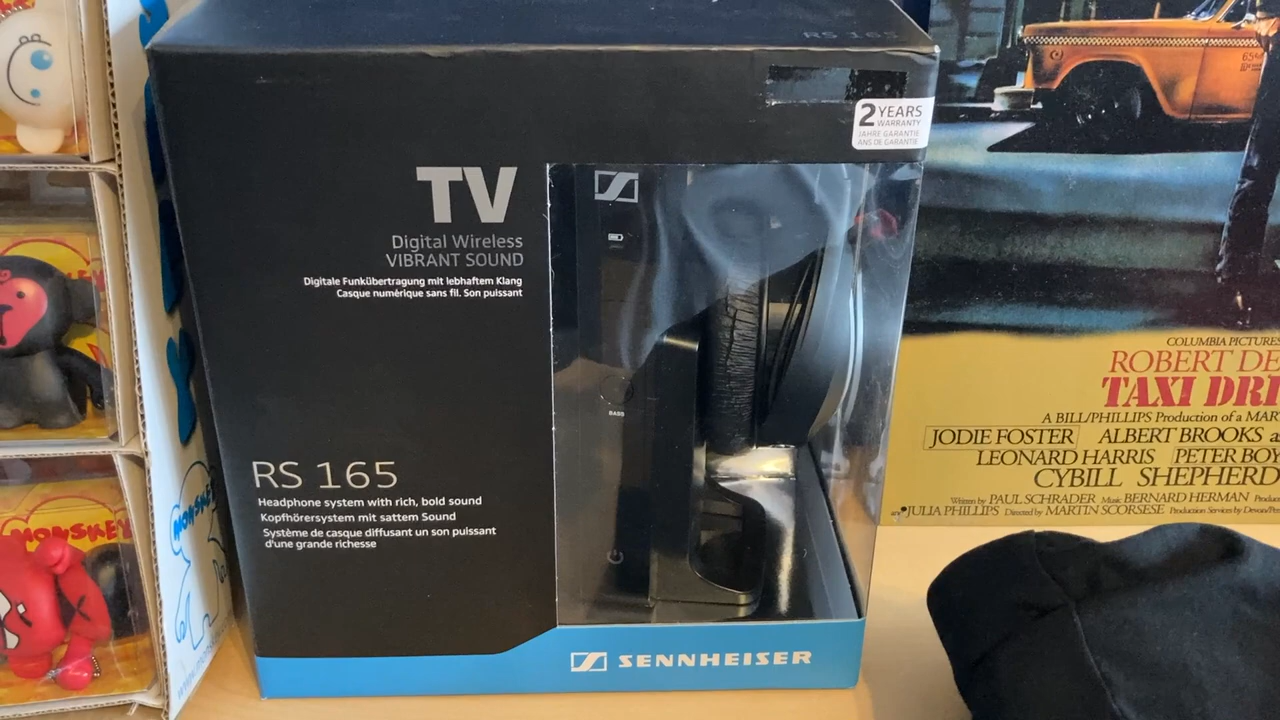 RS 165
2 YEARS
WARRANTY
JAHRE GARANTIE
ANS DE GARANTIE
TV
Digital Wireless
VIBRANT SOUND
Digitale Funkübertragung mit lebhaftem Klang
Casque numérique sans fil. Son puissant
BASS
RS 165
Headphone system with rich, bold sound
Kopfhörersystem mit sattem Sound
Système de casque diffusant un son puissant
d'une grande richesse
SENNHEISER
COLUMBIA PICTURES
ROBERT DE
TAXI DRI
A BILL/PHILLIPS Production of a MAR
JODIE FOSTER ALBERT BROOKS
LEONARD HARRIS PETER BOY
CYBILL SHEPHERD
Written by PAUL SCHRADER Music BERNARD HERMAN
JULIA PHILLIPS Directed by MARTIN SCORSESE Production Services by
MONSKEY
MONSKEY